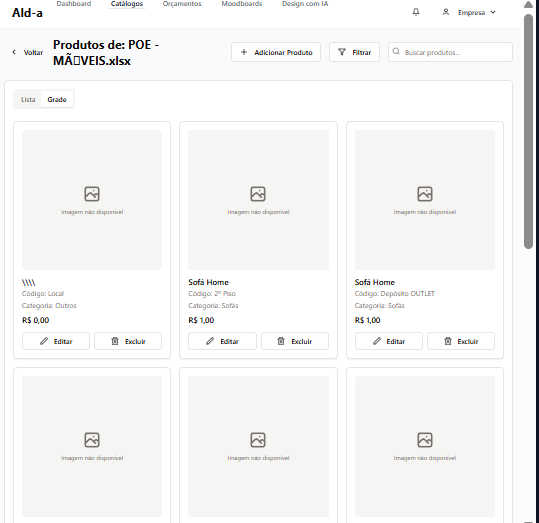 AId-a
Dashboard
Catálogos
Orçamentos
Moodboards
Design com IA
Empresa
Voltar
Produtos de: POE -
MÃ□VEIS.xlsx
Adicionar Produto
Filtrar
Buscar produtos...
Lista
Grade
Imagem não disponível
Imagem não disponível
Imagem não disponível
\\\\
Código: Local
Categoria: Outros
R$ 0,00
Editar
Excluir
Sofá Home
Código: 2º Piso
Categoria: Sofás
R$ 1,00
Editar
Excluir
Sofá Home
Código: Depósito OUTLET
Categoria: Sofás
R$ 1,00
Editar
Excluir
Imagem não disponível
Imagem não disponível
Imagem não disponível